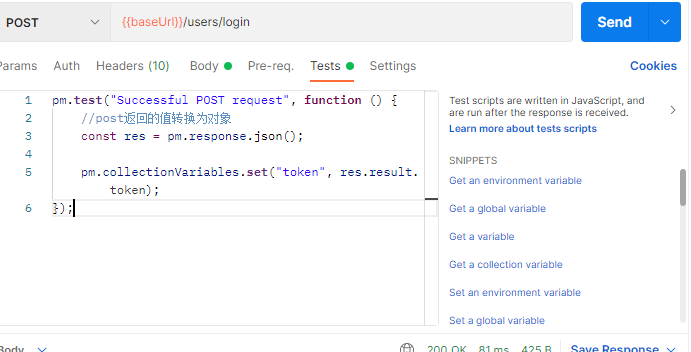 POST
{{baseUrl}}/users/login
Send
Params
Auth
Headers (10)
Body
Tests
Pre-req.
Settings
Cookies
1 pm.test("Successful POST request", function () {
2 //post返回的值转换为对象
3 const res = pm.response.json();
4
5 pm.collectionVariables.set("token", res.result.
token);
6 });
Test scripts are written in JavaScript, and
are run after the response is received.
Learn more about tests scripts
SNIPPETS
Get an environment variable
Get a global variable
Get a variable
Get a collection variable
Set an environment variable
Set a global variable
Body
200 OK
81 ms
425 B
Save Response